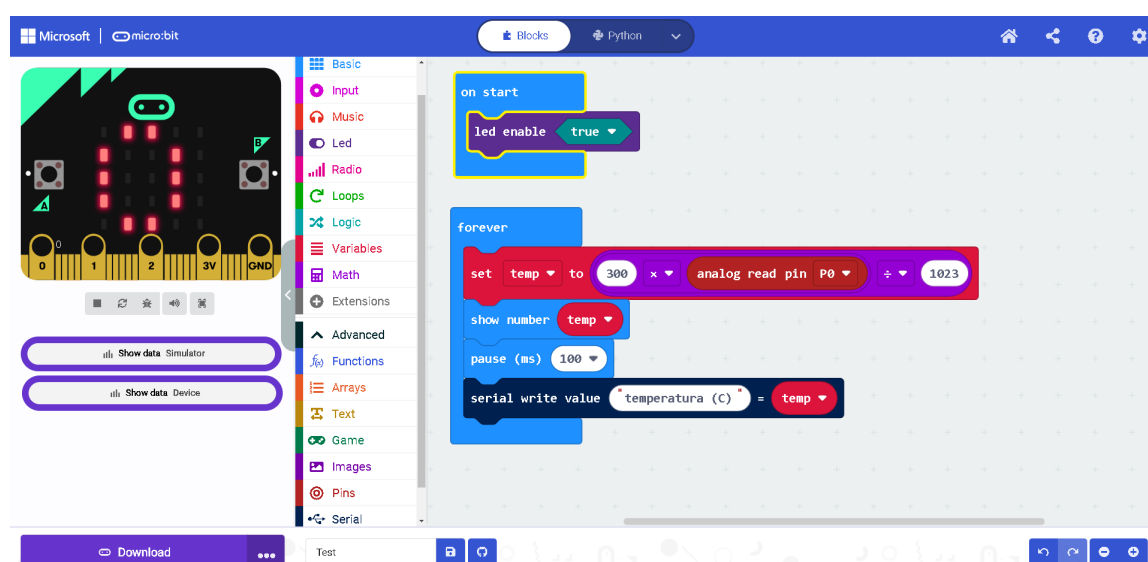 Microsoft micro:bit Blocks Python
Basic
Input
Music
Led
Radio
Loops
Logic
Variables
Math
Extensions
Advanced
Functions
Arrays
Text
Game
Images
Pins
Serial
B
A
0
0 1 2 3V GND
Show data Simulator
Show data Device
on start
led enable true
forever
set temp to 300 × analog read pin P0 ÷ 1023
show number temp
pause (ms) 100
serial write value "temperatura (C)" = temp
Download Test